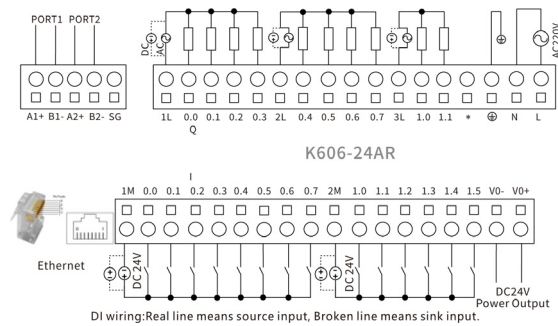 PORT1 PORT2
DC
AC
AC220V
A1+ B1- A2+ B2- SG
1L 0.0 0.1 0.2 0.3 2L 0.4 0.5 0.6 0.7 3L 1.0 1.1 * N L
Q
K606-24AR
I
1M 0.0 0.1 0.2 0.3 0.4 0.5 0.6 0.7 2M 1.0 1.1 1.2 1.3 1.4 1.5 V0- V0+
Ethernet
DC 24V
DC 24V
DC24V
Power Output
DI wiring:Real line means source input, Broken line means sink input.